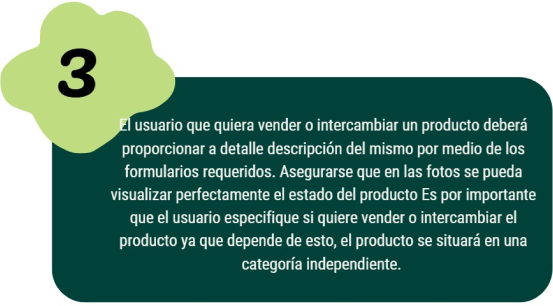 3
El usuario que quiera vender o intercambiar un producto deberá
proporcionar a detalle descripción del mismo por medio de los
formularios requeridos. Asegurarse que en las fotos se pueda
visualizar perfectamente el estado del producto Es por importante
que el usuario especifique si quiere vender o intercambiar el
producto ya que depende de esto, el producto se situará en una
categoría independiente.